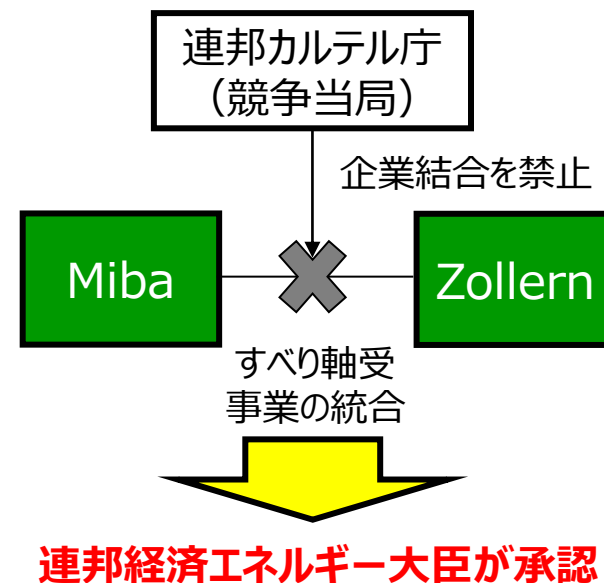 連邦カルテル庁
（競争当局）
企業結合を禁止
Miba
Zollern
すべり軸受
事業の統合
連邦経済エネルギー大臣が承認